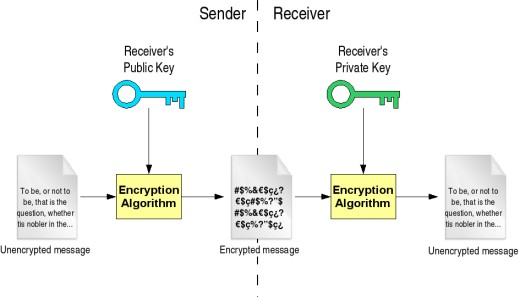 Sender
Receiver
Receiver's
Public Key
Receiver's
Private Key
To be, or not to
be, that is the
question, whether
tis nobler in the...
Unencrypted message
Encryption
Algorithm
#$%&€$ç¿?
€$ç#$%?"$
#$%&€$ç¿?
€$ç%?"$ç¿
Encrypted message
Encryption
Algorithm
To be, or not to
be, that is the
question, whether
tis nobler in the...
Unencrypted message